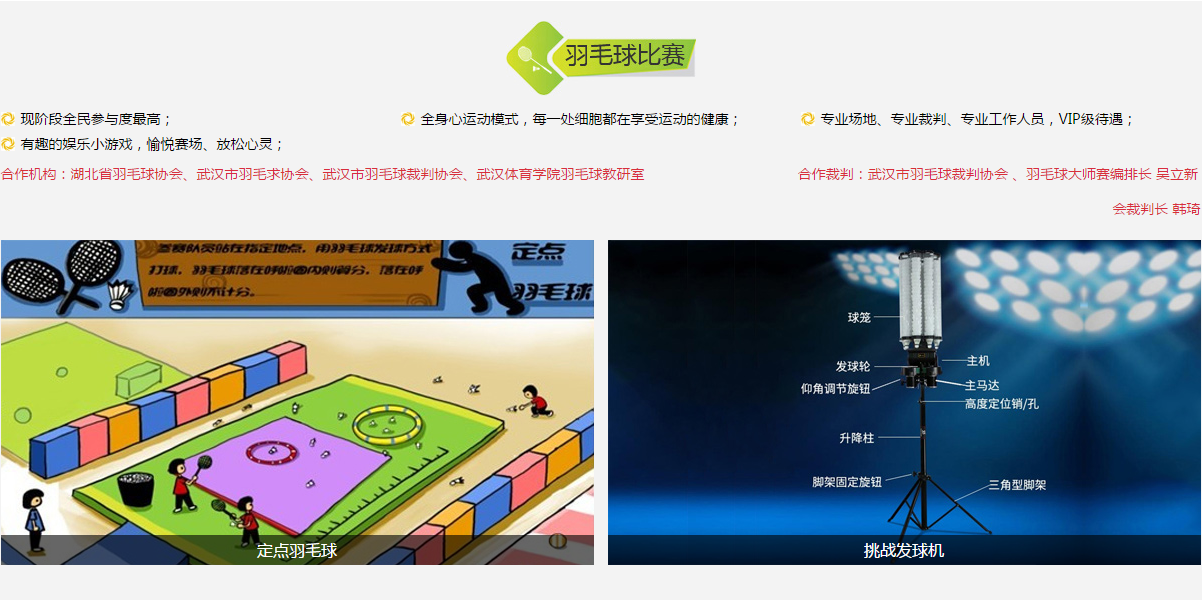 羽毛球比赛
现阶段全民参与度最高；
全身心运动模式，每一处细胞都在享受运动的健康；
专业场地、专业裁判、专业工作人员，VIP级待遇；
有趣的娱乐小游戏，愉悦赛场、放松心灵；
合作机构：湖北省羽毛球协会、武汉市羽毛求协会、武汉市羽毛球裁判协会、武汉体育学院羽毛球教研室
合作裁判：武汉市羽毛球裁判协会 、羽毛球大师赛编排长 吴立新
会裁判长 韩琦
参赛队员站在指定地点，用羽毛球发球方式
打球，羽毛球落在呼啦圈内则得分，落在呼
啦圈外则不计分。
定点
羽毛球
定点羽毛球
球笼
发球轮
主机
仰角调节旋钮
主马达
高度定位销/孔
升降柱
脚架固定旋钮
三角型脚架
挑战发球机